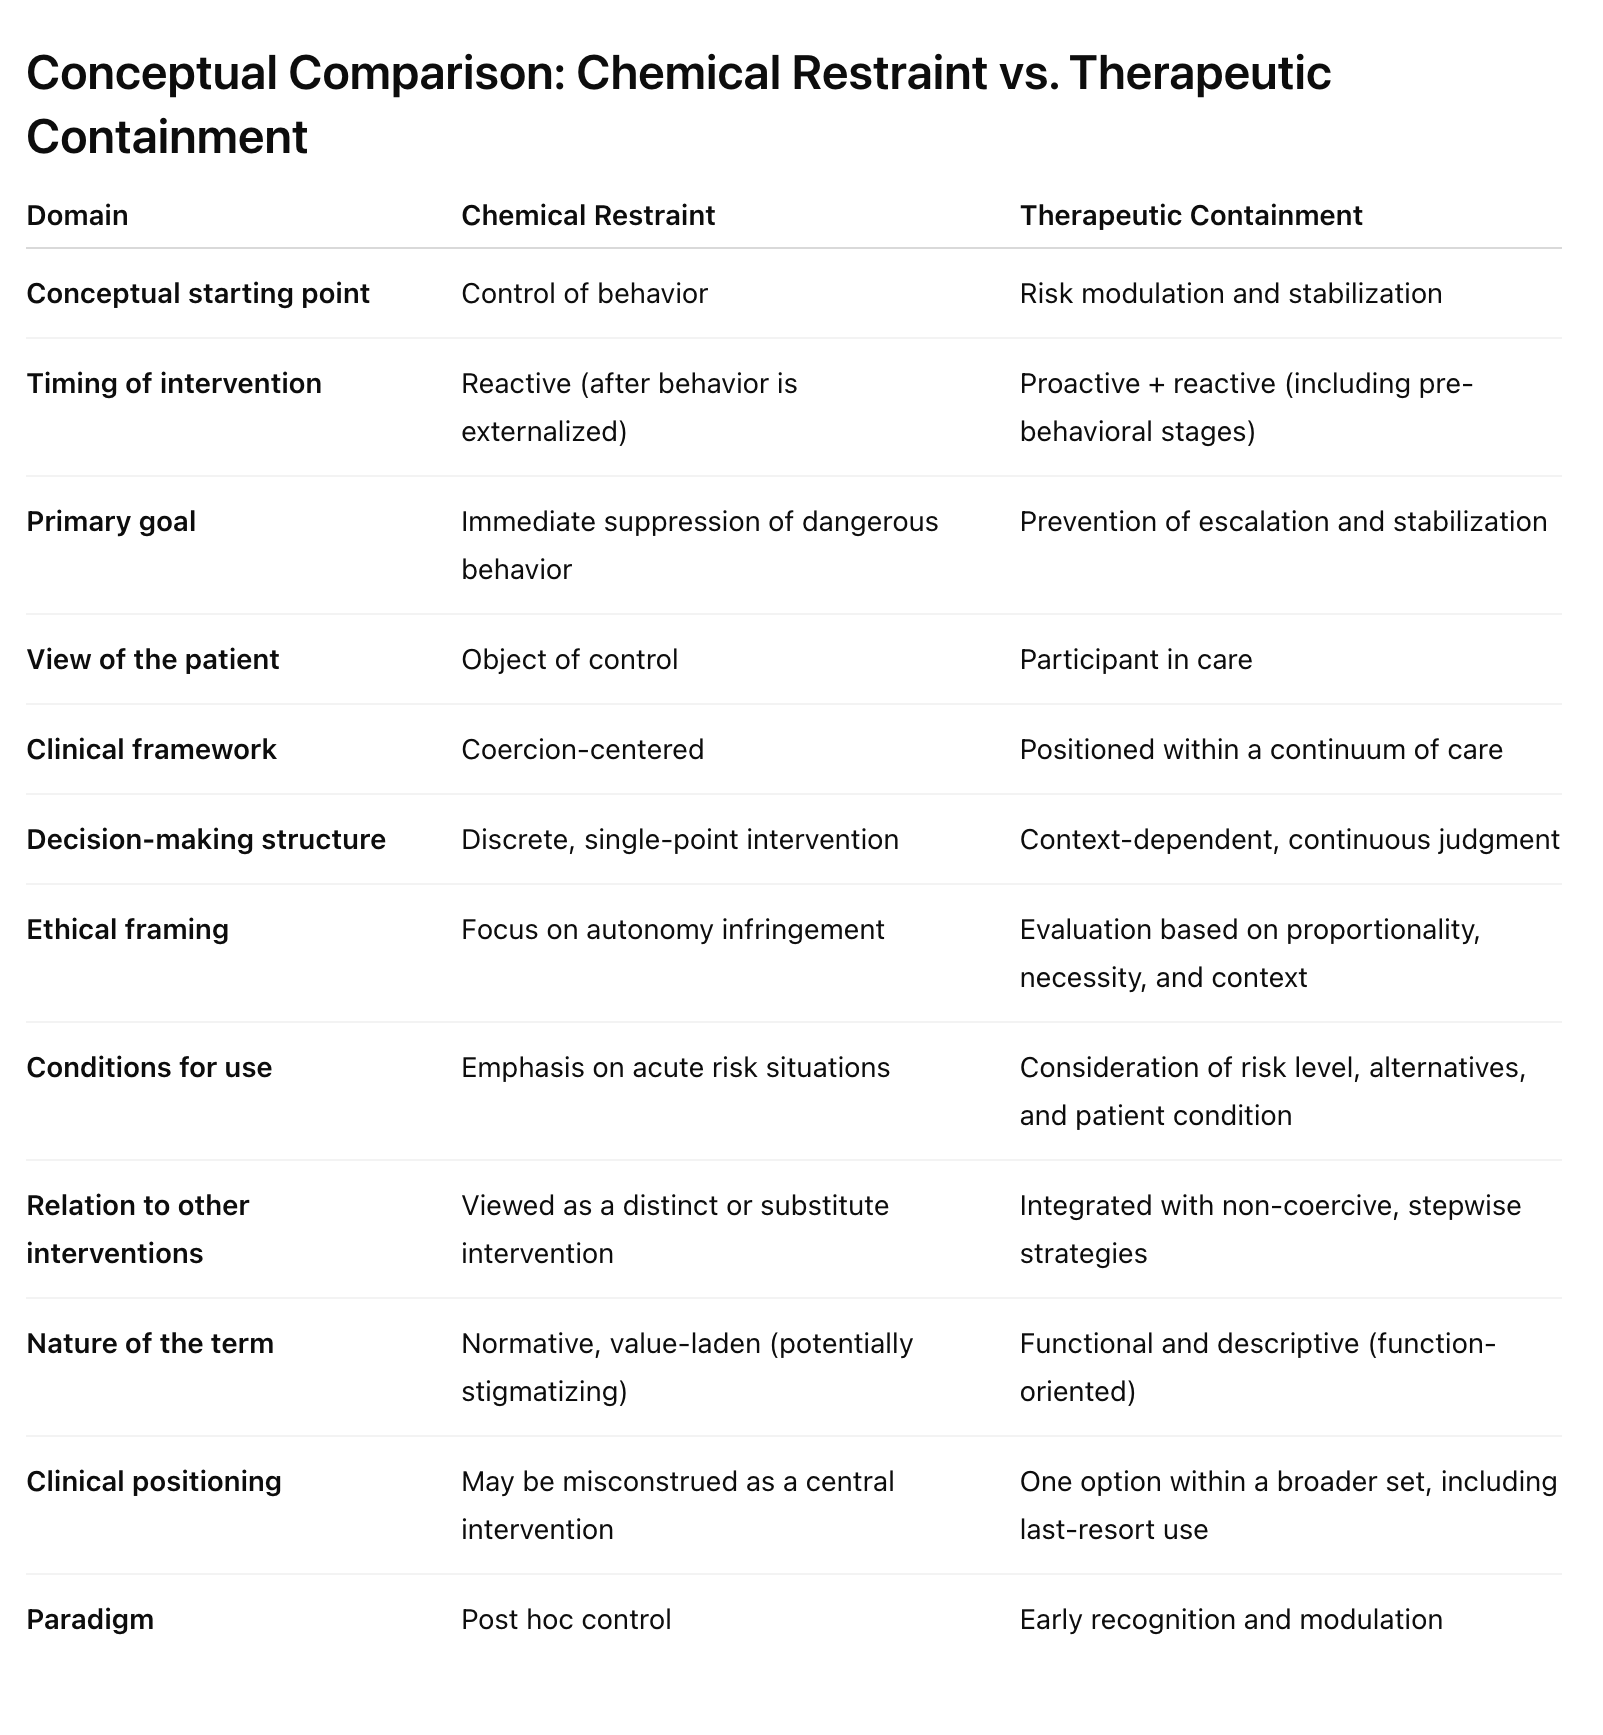 Conceptual Comparison: Chemical Restraint vs. Therapeutic
Containment
Domain Chemical Restraint Therapeutic Containment
Conceptual starting point Control of behavior Risk modulation and stabilization
Timing of intervention Reactive (after behavior is Proactive + reactive (including pre-
externalized) behavioral stages)
Primary goal Immediate suppression of dangerous Prevention of escalation and stabilization
behavior
View of the patient Object of control Participant in care
Clinical framework Coercion-centered Positioned within a continuum of care
Decision-making structure Discrete, single-point intervention Context-dependent, continuous judgment
Ethical framing Focus on autonomy infringement Evaluation based on proportionality,
necessity, and context
Conditions for use Emphasis on acute risk situations Consideration of risk level, alternatives,
and patient condition
Relation to other Viewed as a distinct or substitute Integrated with non-coercive, stepwise
interventions intervention strategies
Nature of the term Normative, value-laden (potentially Functional and descriptive (function-
stigmatizing) oriented)
Clinical positioning May be misconstrued as a central One option within a broader set, including
intervention last-resort use
Paradigm Post hoc control Early recognition and modulation